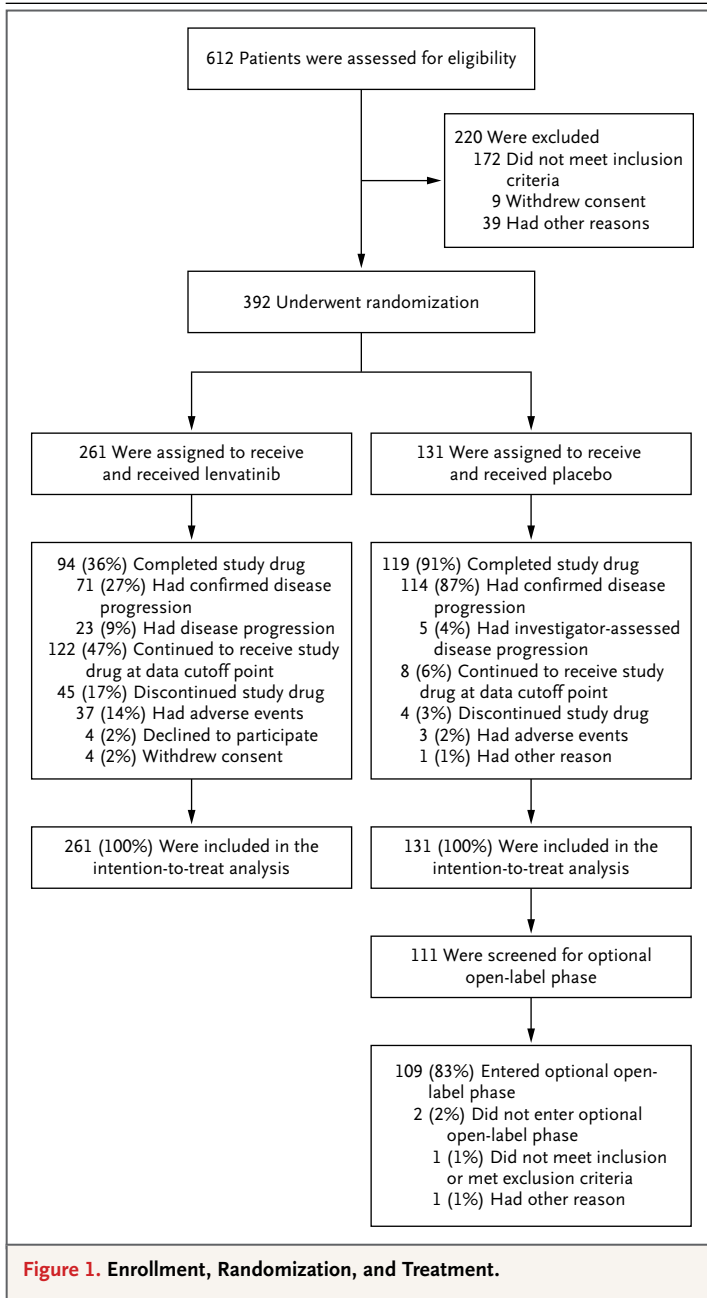 612 Patients were assessed for eligibility
220 Were excluded
172 Did not meet inclusion
criteria
9 Withdrew consent
39 Had other reasons
392 Underwent randomization
261 Were assigned to receive
and received lenvatinib
131 Were assigned to receive
and received placebo
94 (36%) Completed study drug
71 (27%) Had confirmed disease
progression
23 (9%) Had disease progression
122 (47%) Continued to receive study
drug at data cutoff point
45 (17%) Discontinued study drug
37 (14%) Had adverse events
4 (2%) Declined to participate
4 (2%) Withdrew consent
119 (91%) Completed study drug
114 (87%) Had confirmed disease
progression
5 (4%) Had investigator-assessed
disease progression
8 (6%) Continued to receive study
drug at data cutoff point
4 (3%) Discontinued study drug
3 (2%) Had adverse events
1 (1%) Had other reason
261 (100%) Were included in the
intention-to-treat analysis
131 (100%) Were included in the
intention-to-treat analysis
111 Were screened for optional
open-label phase
109 (83%) Entered optional open-
label phase
2 (2%) Did not enter optional
open-label phase
1 (1%) Did not meet inclusion
or met exclusion criteria
1 (1%) Had other reason
Figure 1. Enrollment, Randomization, and Treatment.